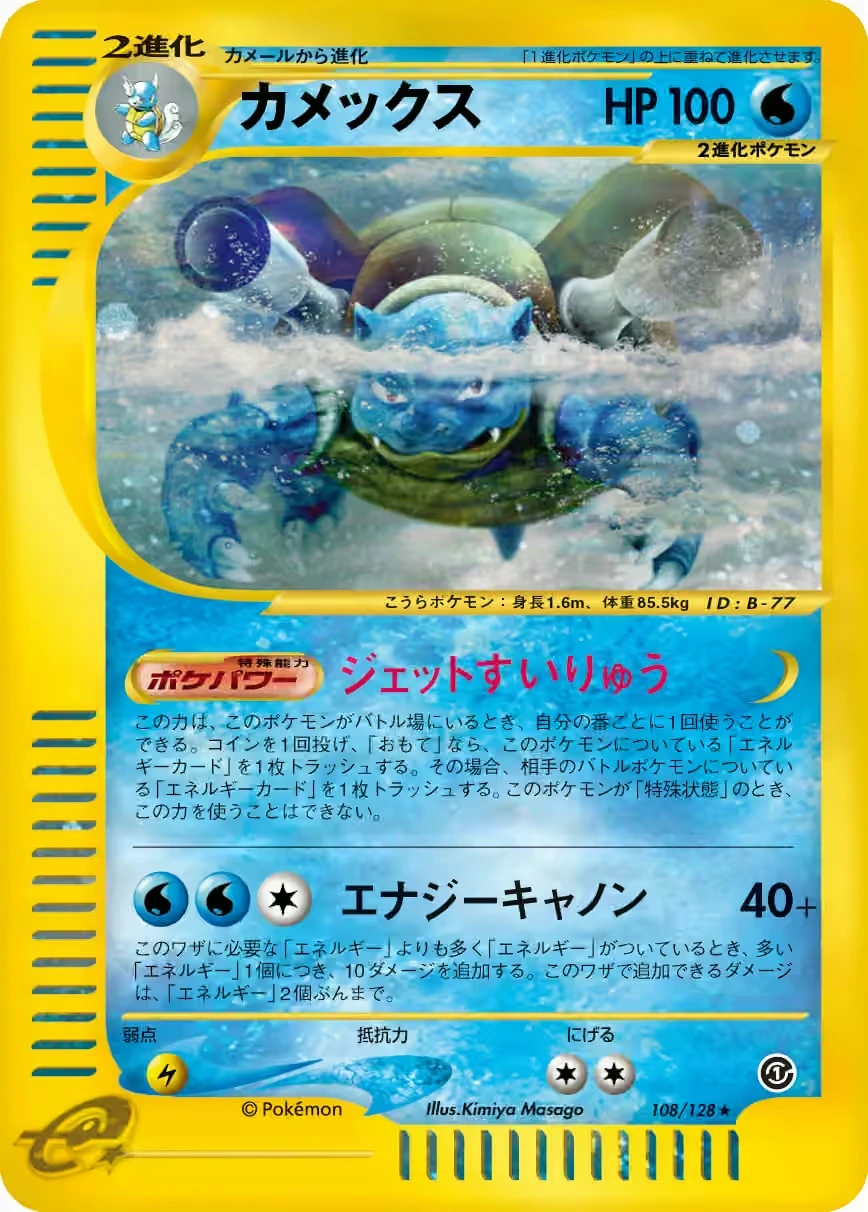 2進化
カメールから進化
「1進化ポケモン」の上に重ねて進化させます。
カメックス
HP 100
2進化ポケモン
こうらポケモン:身長1.6m、体重85.5kg ID:B-77
特殊能力
ポケパワー
ジェットすいりゅう
この力は、このポケモンがバトル場にいるとき、自分の番ごとに1回使うことが
できる。コインを1回投げ、「おもて」なら、このポケモンについている「エネル
ギーカード」を1枚トラッシュする。その場合、相手のバトルポケモンについてい
る「エネルギーカード」を1枚トラッシュする。このポケモンが「特殊状態」のとき、
この力を使うことはできない。
エナジーキャノン
40+
このワザに必要な「エネルギー」よりも多く「エネルギー」がついているとき、多い
「エネルギー」1個につき、10ダメージを追加する。このワザで追加できるダメージ
は、「エネルギー」2個ぶんまで。
弱点
抵抗力
にげる
1
© Pokémon
Illus.Kimiya Masago
108/128★
e